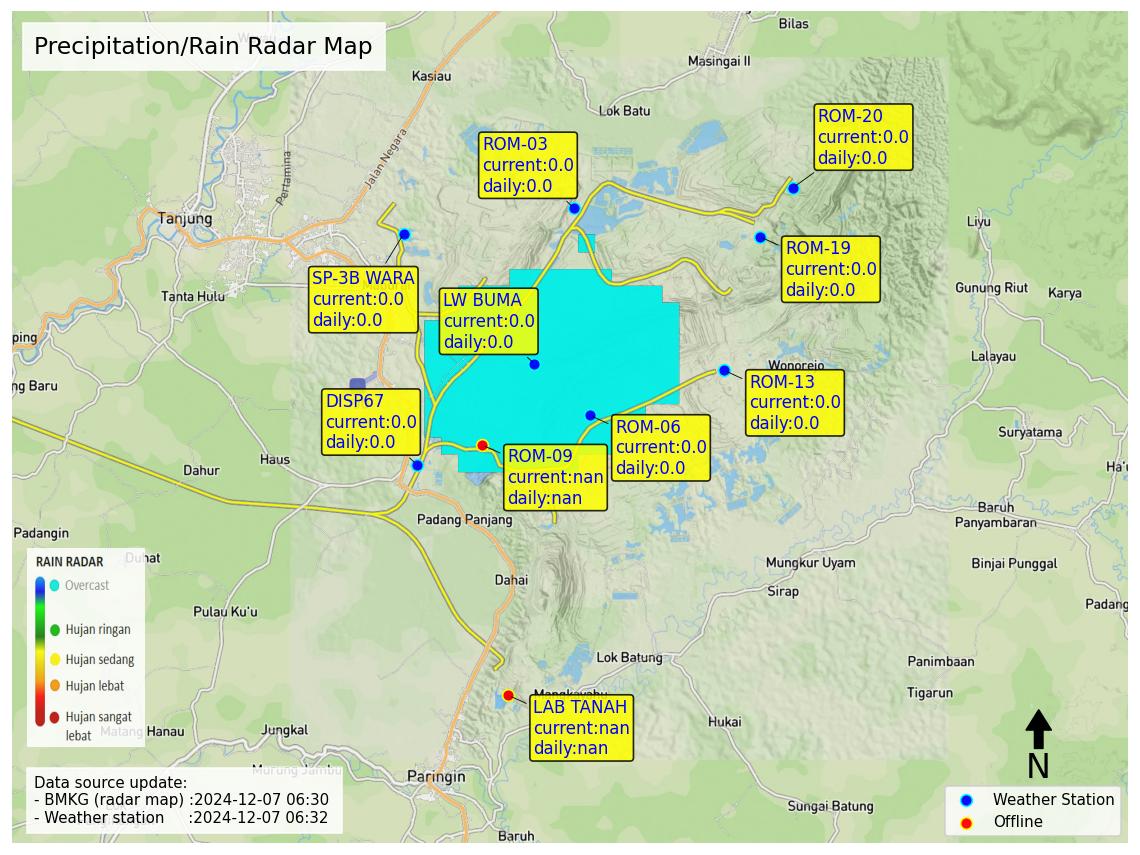 Precipitation/Rain Radar Map
Bilas
Masingai II
Kasiau
Lok Batu
Jalan Negara
Pertamina
ROM-20
current:0.0
daily:0.0
ROM-03
current:0.0
daily:0.0
Tanjung
Liyu
ROM-19
current:0.0
daily:0.0
SP-3B WARA
current:0.0
daily:0.0
Tanta Hulu
LW BUMA
current:0.0
daily:0.0
Gunung Riut
Karya
ping
Lalayau
Wonorejo
ng Baru
ROM-13
current:0.0
daily:0.0
DISP67
current:0.0
daily:0.0
ROM-06
current:0.0
daily:0.0
Suryatama
Haus
Dahur
ROM-09
current:nan
daily:nan
Ha'u
Padang Panjang
Baruh
Panyambaran
Padangin
Duhat
Mungkur Uyam
Binjai Punggal
Dahai
Sirap
Padang
Pulau Ku'u
RAIN RADAR
Overcast
Hujan ringan
Hujan sedang
Hujan lebat
Hujan sangat
lebat
Lok Batung
Panimbaan
Tigarun
Mangkayahu
LAB TANAH
current:nan
daily:nan
Hukai
Jungkal
Matang Hanau
Murung Jambu
Paringin
Sungai Batung
Baruh
N
Weather Station
Offline
Data source update:
- BMKG (radar map) :2024-12-07 06:30
- Weather station :2024-12-07 06:32